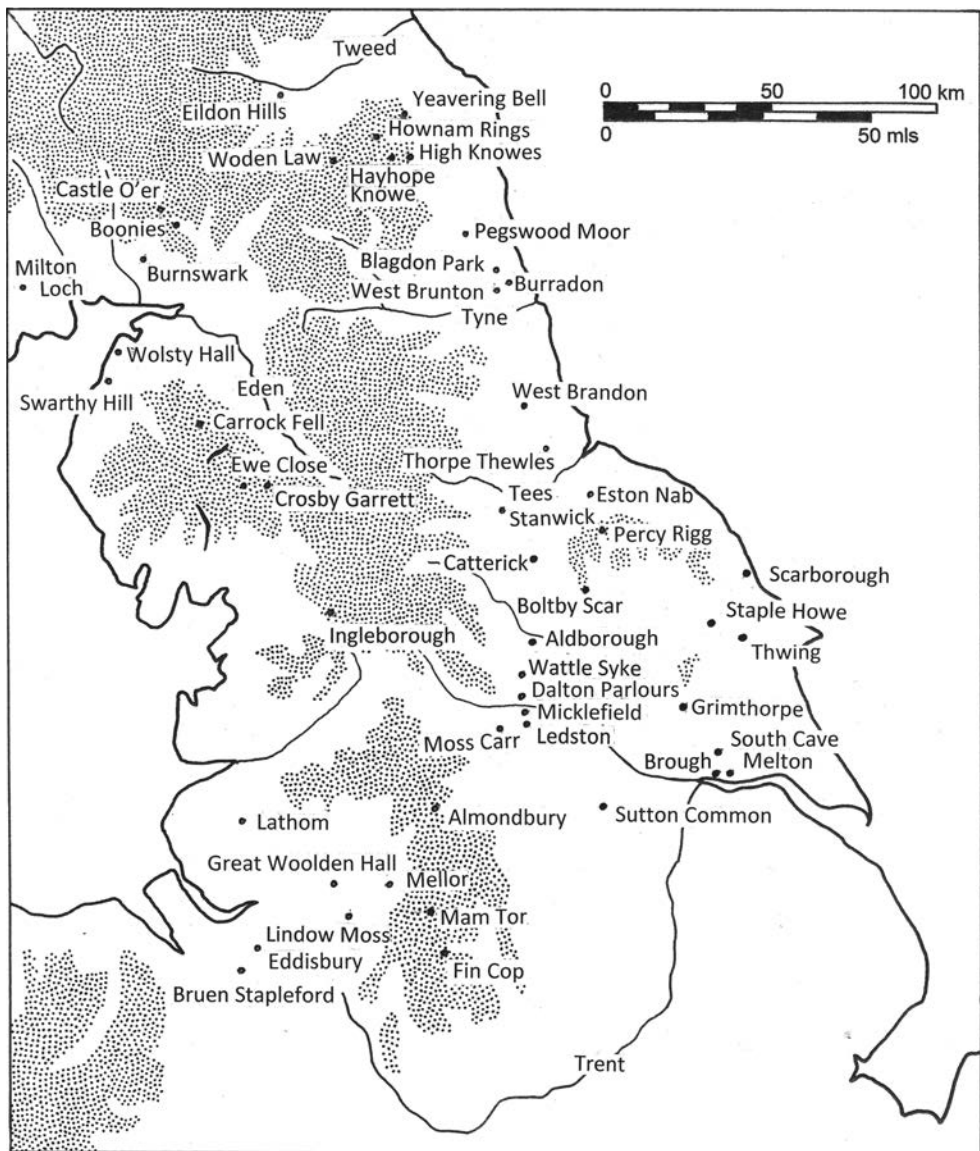 Tweed
0 50 100 km
0 50 mls
Eildon Hills
Yeavering Bell
Hownam Rings
Woden Law
High Knowes
Hayhope
Knowe
Castle O'er
Boonies
Pegswood Moor
Burnswark
Blagdon Park
Milton
Loch
West Brunton
Burradon
Tyne
Wolsty Hall
Eden
Swarthy Hill
West Brandon
Carrock Fell
Ewe Close
Thorpe Thewles
Crosby Garrett
Tees
Eston Nab
Stanwick
Percy Rigg
Catterick
Scarborough
Boltby Scar
Staple Howe
Ingleborough
Aldborough
Thwing
Wattle Syke
Dalton Parlours
Grimthorpe
Micklefield
Ledston
Moss Carr
South Cave
Brough
Melton
Lathom
Almondbury
Sutton Common
Great Woolden Hall
Mellor
Mam Tor
Lindow Moss
Eddisbury
Fin Cop
Bruen Stapleford
Trent